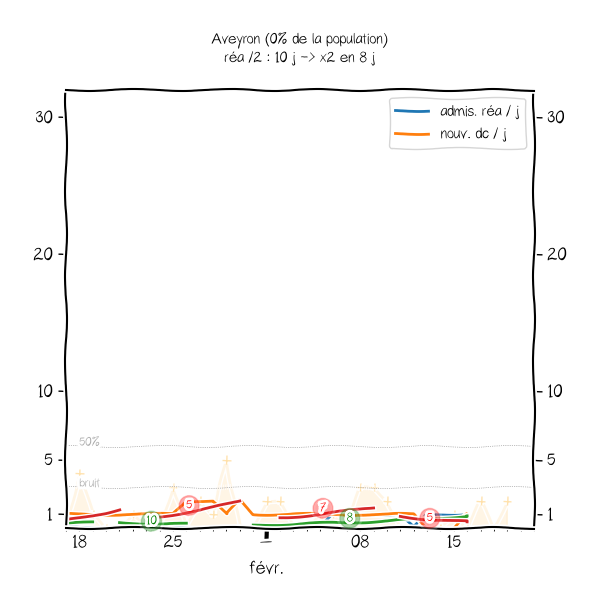 Aveyron (0% de la population)
réa /2 : 10 j -> x2 en 8 j
admis. réa / j
nouv. dc / j
30 30
20 20
10 10
50%
5 5
bruit
1 1
10 5 7 8 5
18 25 08 15
févr.